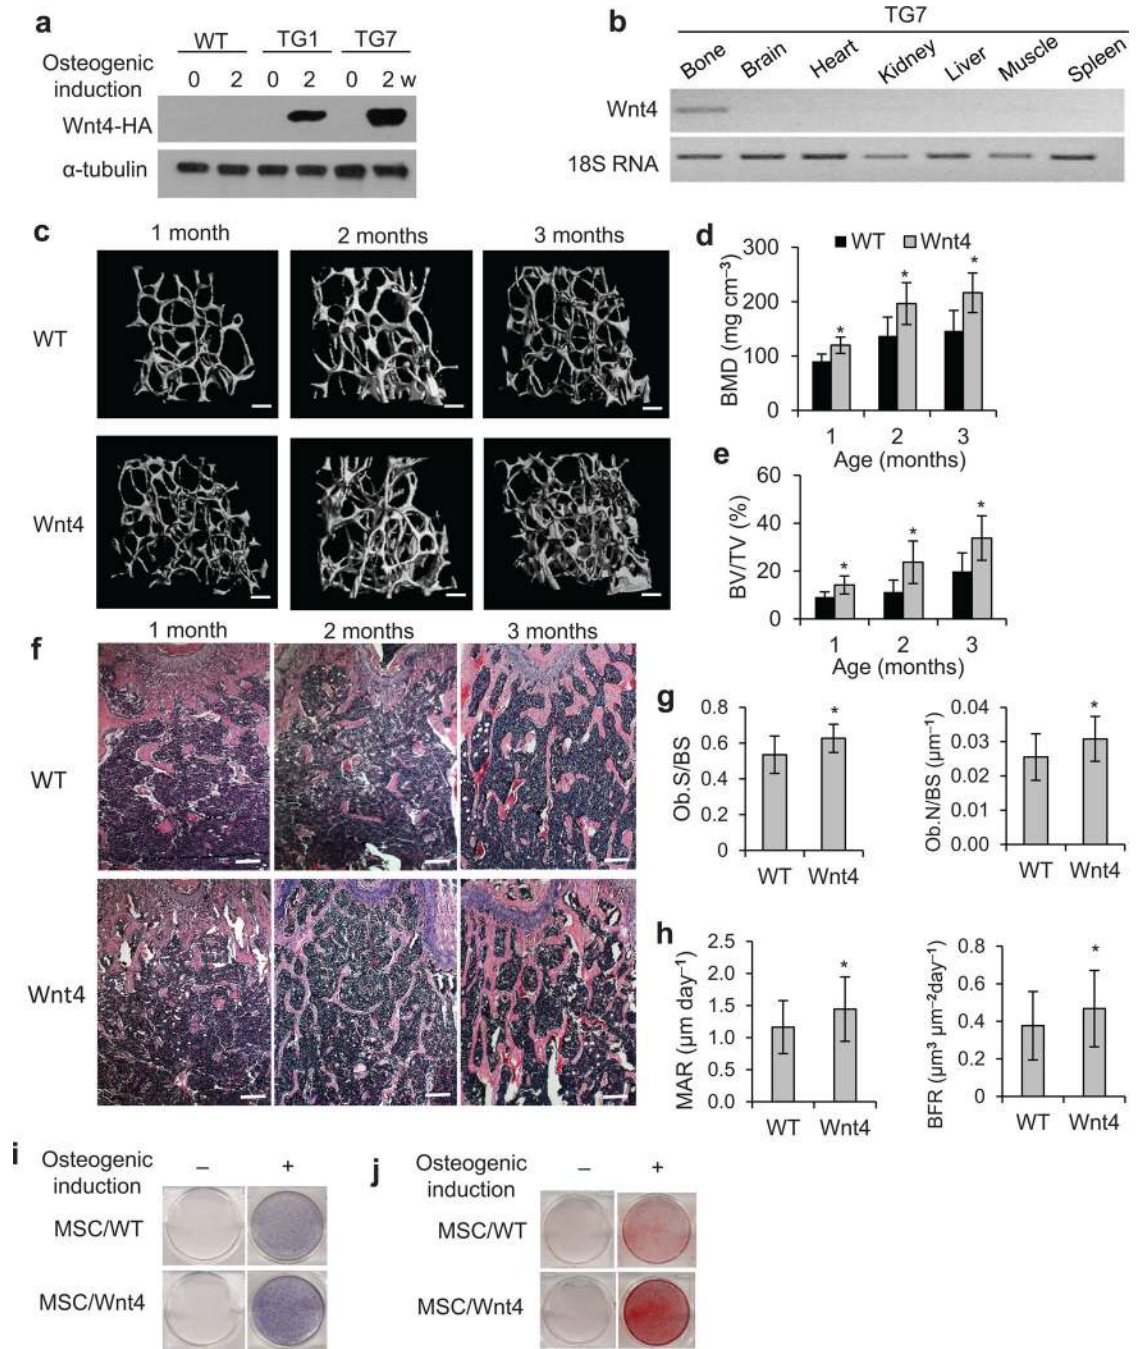 a
WT TG1 TG7
Osteogenic
induction 0 2 0 2 0 2 w
Wnt4-HA
α-tubulin
b
TG7
Bone Brain Heart Kidney Liver Muscle Spleen
Wnt4
18S RNA
c
1 month 2 months 3 months
WT
Wnt4
d
WT Wnt4
BMD (mg cm⁻³)
300
200
100
0
* * *
1 2 3
Age (months)
e
BV/TV (%)
60
40
20
0
* * *
1 2 3
Age (months)
f
1 month 2 months 3 months
WT
Wnt4
g
Ob.S/BS
0.8
0.6
0.4
0.2
0
*
WT Wnt4
Ob.N/BS (μm⁻¹)
0.04
0.03
0.02
0.01
0.00
*
WT Wnt4
h
MAR (μm day⁻¹)
2.5
2.0
1.5
1.0
0.5
0.0
*
WT Wnt4
BFR (μm³ μm⁻²day⁻¹)
0.8
0.6
0.4
0.2
0
*
WT Wnt4
i
Osteogenic
induction – +
MSC/WT
MSC/Wnt4
j
Osteogenic
induction – +
MSC/WT
MSC/Wnt4